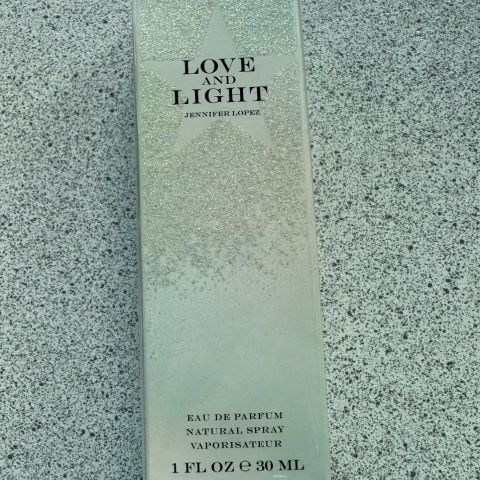 LOVE
AND
LIGHT
JENNIFER LOPEZ
EAU DE PARFUM
NATURAL SPRAY
VAPORISATEUR
1 FL OZ ℮ 30 ML